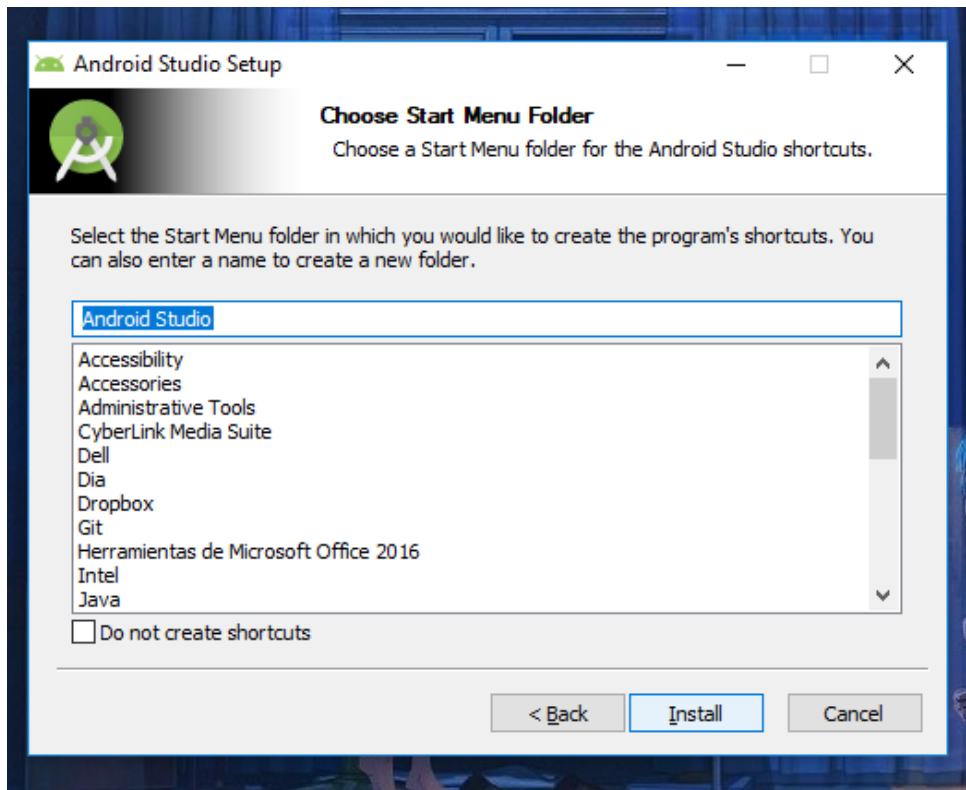 Android Studio Setup
Choose Start Menu Folder
Choose a Start Menu folder for the Android Studio shortcuts.
Select the Start Menu folder in which you would like to create the program's shortcuts. You
can also enter a name to create a new folder.
Android Studio
Accessibility
Accessories
Administrative Tools
CyberLink Media Suite
Dell
Dia
Dropbox
Git
Herramientas de Microsoft Office 2016
Intel
Java
Do not create shortcuts
< Back
Install
Cancel